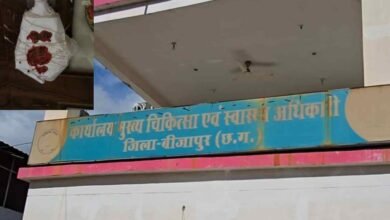 कार्यालय मुख्य चिकित्सा एवं स्वास्थ्य अधिकारी
जिला-बीजापुर (छ.ग.